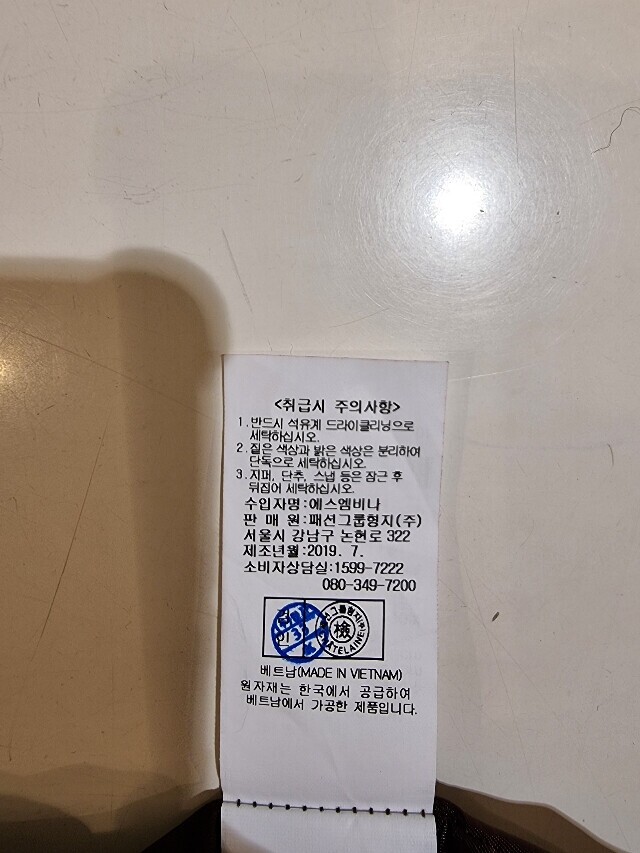 <취급시 주의사항>
1. 반드시 석유계 드라이클리닝으로
세탁하십시오.
2. 짙은 색상과 밝은 색상은 분리하여
단독으로 세탁하십시오.
3. 지퍼, 단추, 스냅 등은 잠근 후
뒤집어 세탁하십시오.
수입자명:에스엠비나
판 매 원:패션그룹형지(주)
서울시 강남구 논현로 322
제조년월:2019. 7.
소비자상담실:1599-7222
080-349-7200
檢
베트남(MADE IN VIETNAM)
원자재는 한국에서 공급하여
베트남에서 가공한 제품입니다.